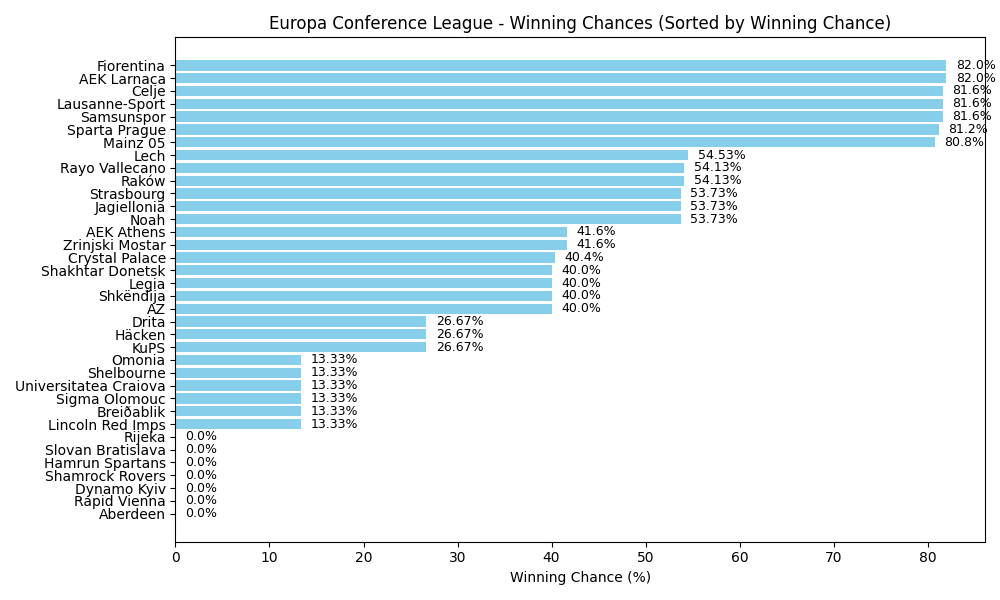 Europa Conference League - Winning Chances (Sorted by Winning Chance)
Fiorentina 82.0%
AEK Larnaca 82.0%
Celje 81.6%
Lausanne-Sport 81.6%
Samsunspor 81.6%
Sparta Prague 81.2%
Mainz 05 80.8%
Lech 54.53%
Rayo Vallecano 54.13%
Raków 54.13%
Strasbourg 53.73%
Jagiellonia 53.73%
Noah 53.73%
AEK Athens 41.6%
Zrinjski Mostar 41.6%
Crystal Palace 40.4%
Shakhtar Donetsk 40.0%
Legia 40.0%
Shkëndija 40.0%
AZ 40.0%
Drita 26.67%
Häcken 26.67%
KuPS 26.67%
Omonia 13.33%
Shelbourne 13.33%
Universitatea Craiova 13.33%
Sigma Olomouc 13.33%
Breiðablik 13.33%
Lincoln Red Imps 13.33%
Rijeka 0.0%
Slovan Bratislava 0.0%
Hamrun Spartans 0.0%
Shamrock Rovers 0.0%
Dynamo Kyiv 0.0%
Rapid Vienna 0.0%
Aberdeen 0.0%
0 10 20 30 40 50 60 70 80
Winning Chance (%)